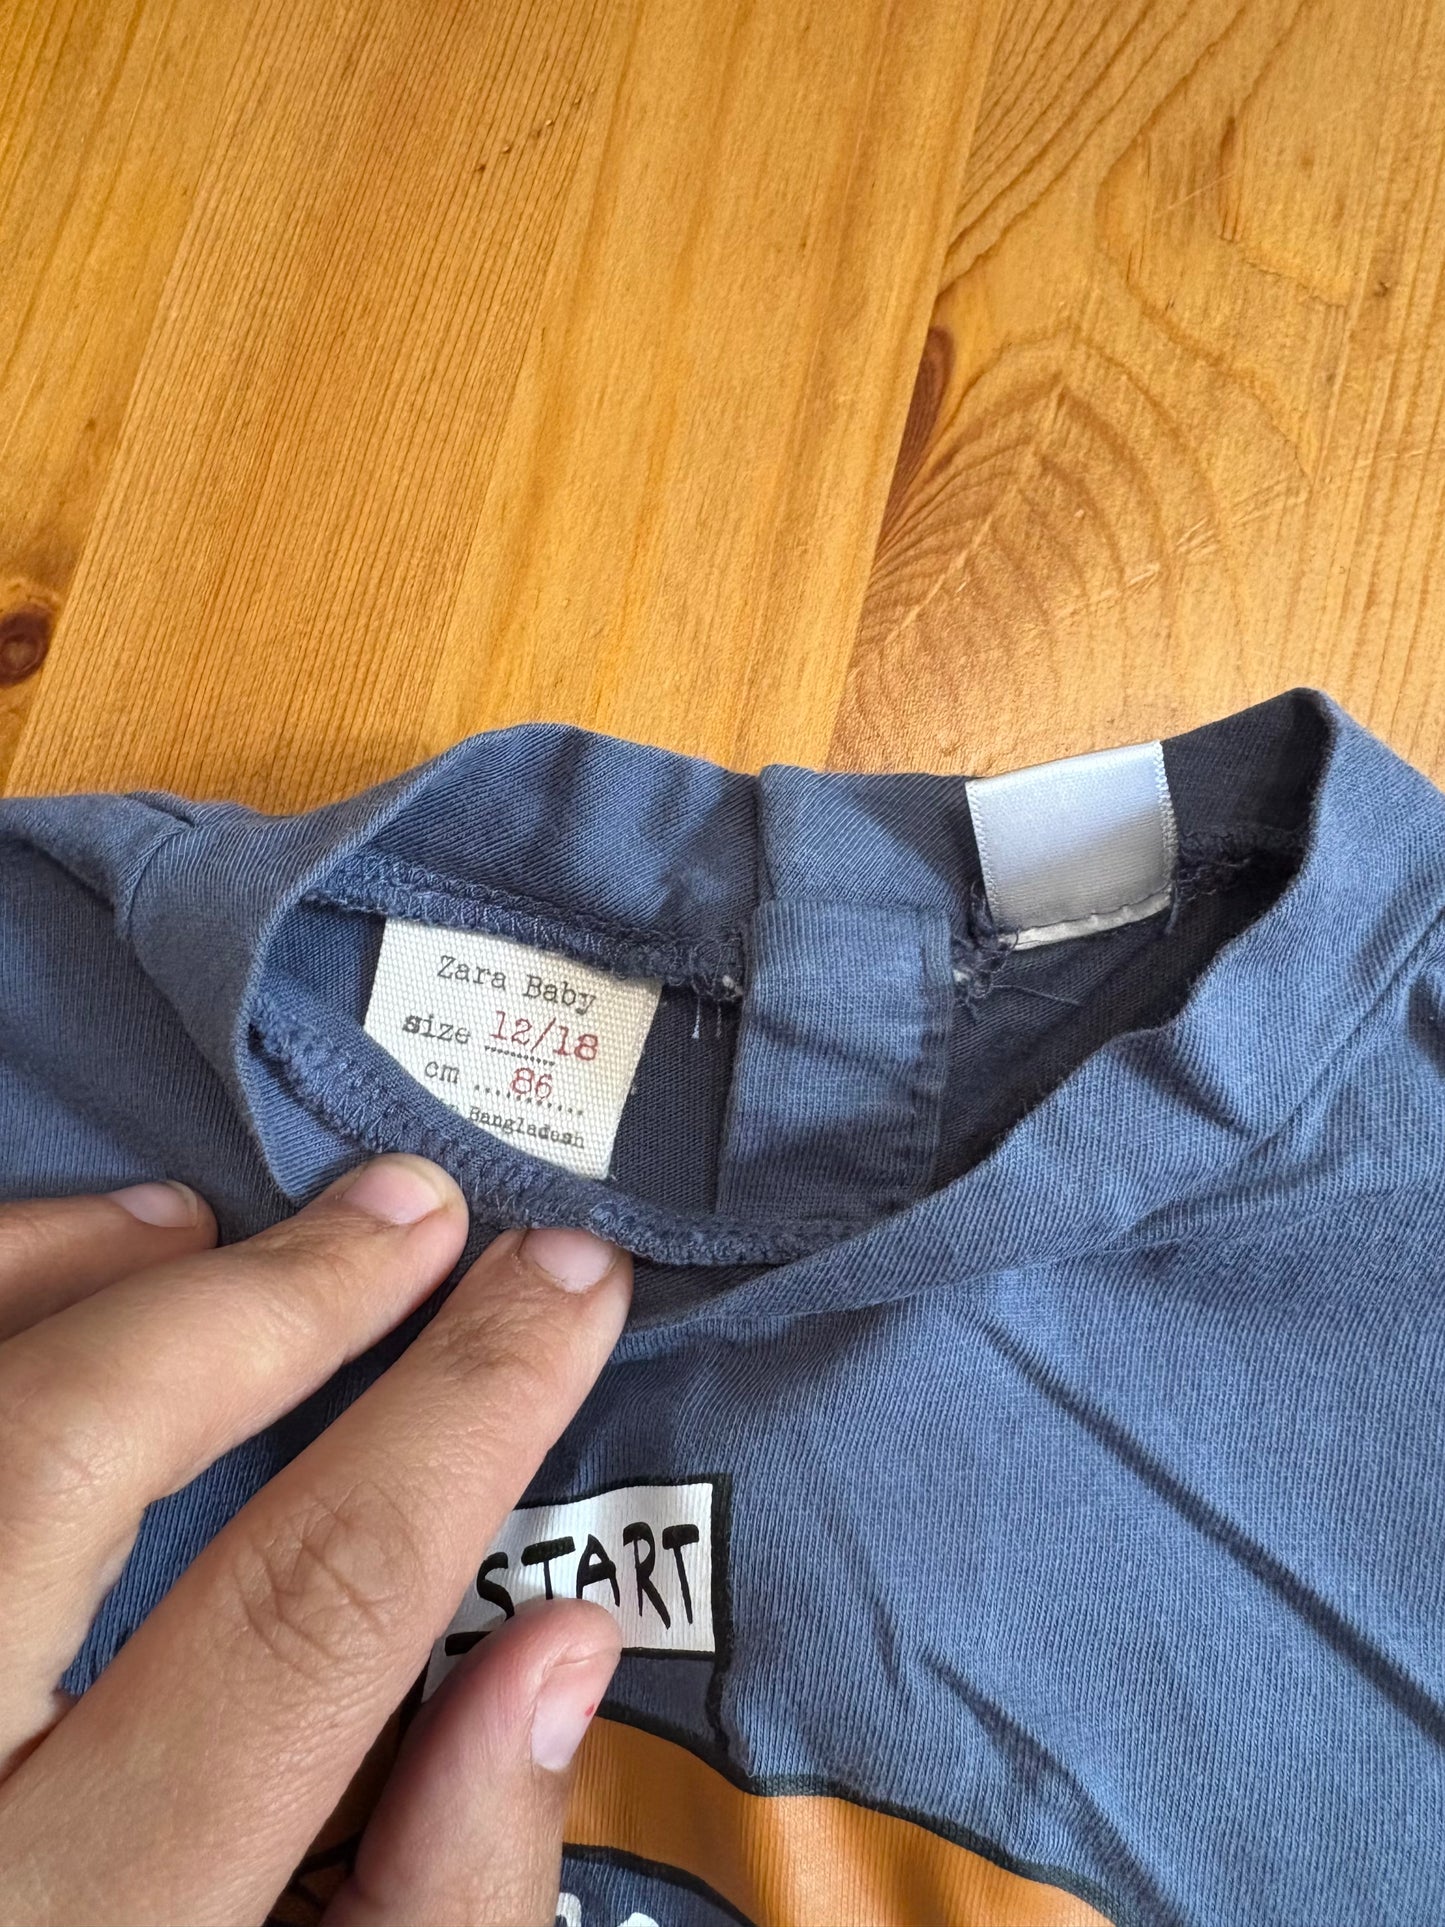 Zara Baby
size 12/18
cm ...86......
Bangladesh
START